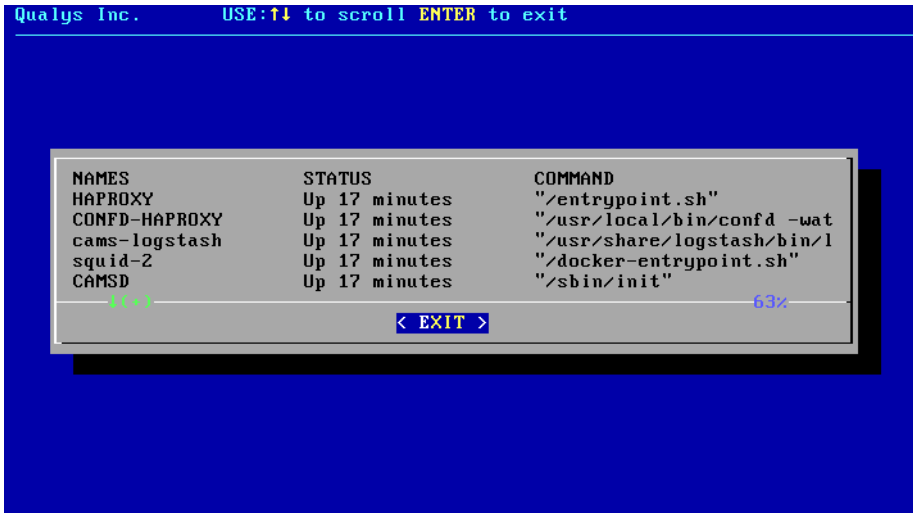 Qualys Inc. USE:↑↓ to scroll ENTER to exit
NAMES STATUS COMMAND
HAPROXY Up 17 minutes "/entrypoint.sh"
CONFD-HAPROXY Up 17 minutes "/usr/local/bin/confd -wat
cams-logstash Up 17 minutes "/usr/share/logstash/bin/l
squid-2 Up 17 minutes "/docker-entrypoint.sh"
CAMSD Up 17 minutes "/sbin/init"
↓(+) 63%
< EXIT >